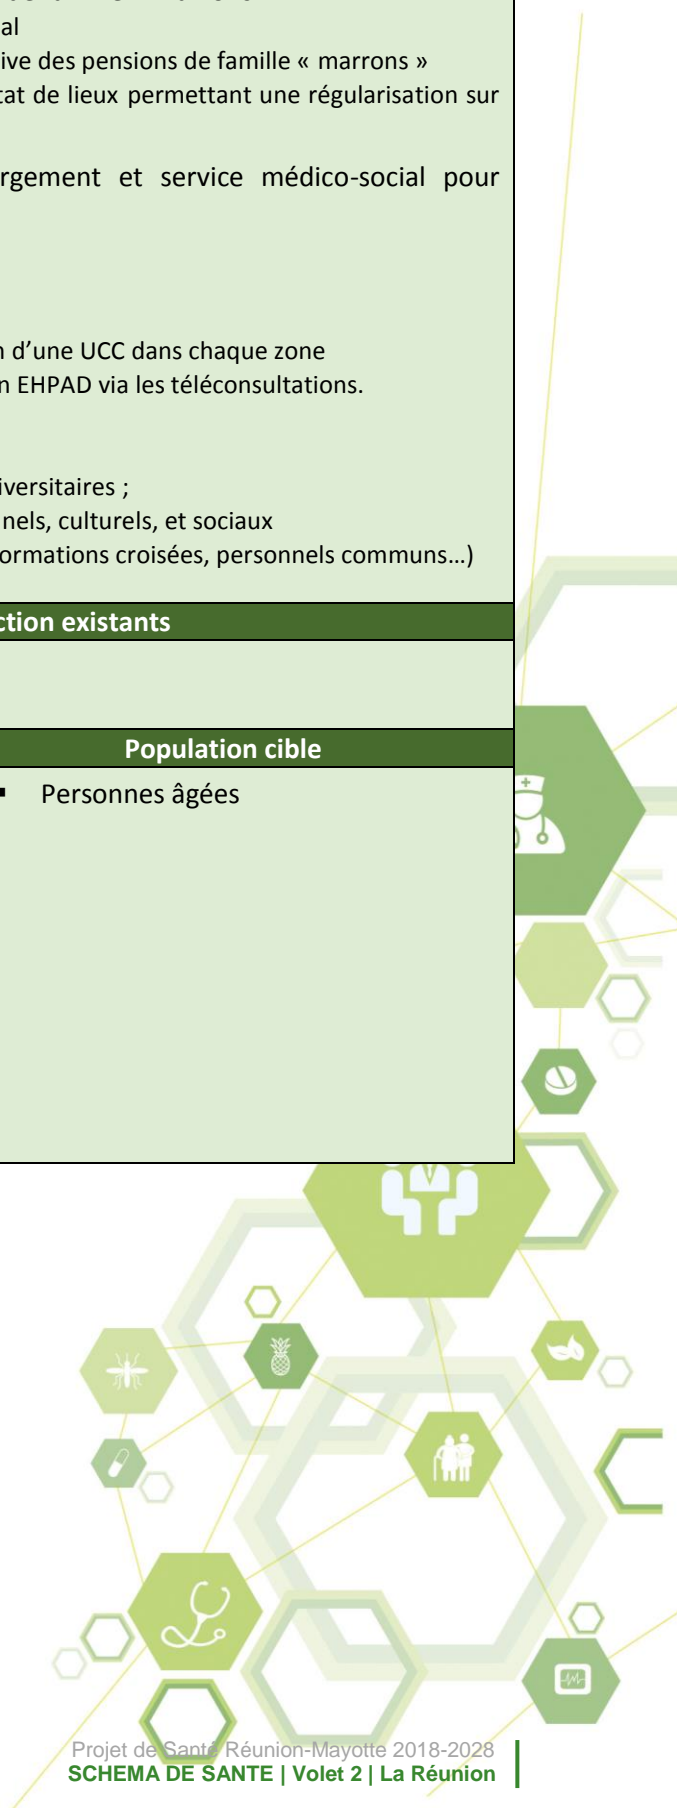 al
ive des pensions de famille « marrons »
tat de lieux permettant une régularisation sur
rgement et service médico-social pour
n d'une UCC dans chaque zone
n EHPAD via les téléconsultations.
iversitaires ;
nels, culturels, et sociaux
ormations croisées, personnels communs…)
ction existants
Population cible
▪ Personnes âgées
Projet de Santé Réunion-Mayotte 2018-2028
SCHEMA DE SANTE | Volet 2 | La Réunion